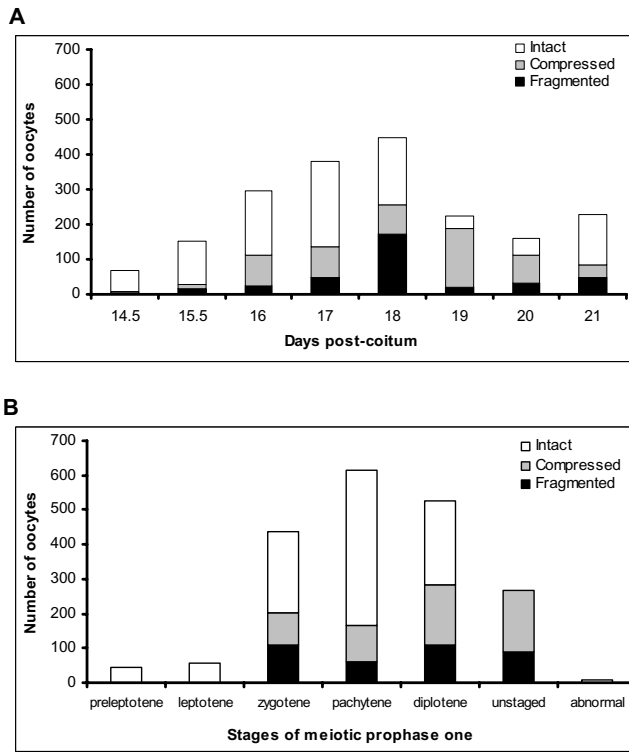 A
700
600
500
400
300
200
100
0
Number of oocytes
Intact
Compressed
Fragmented
14.5 15.5 16 17 18 19 20 21
Days post-coitum
B
700
600
500
400
300
200
100
0
Number of oocytes
Intact
Compressed
Fragmented
preleptotene leptotene zygotene pachytene diplotene unstaged abnormal
Stages of meiotic prophase one